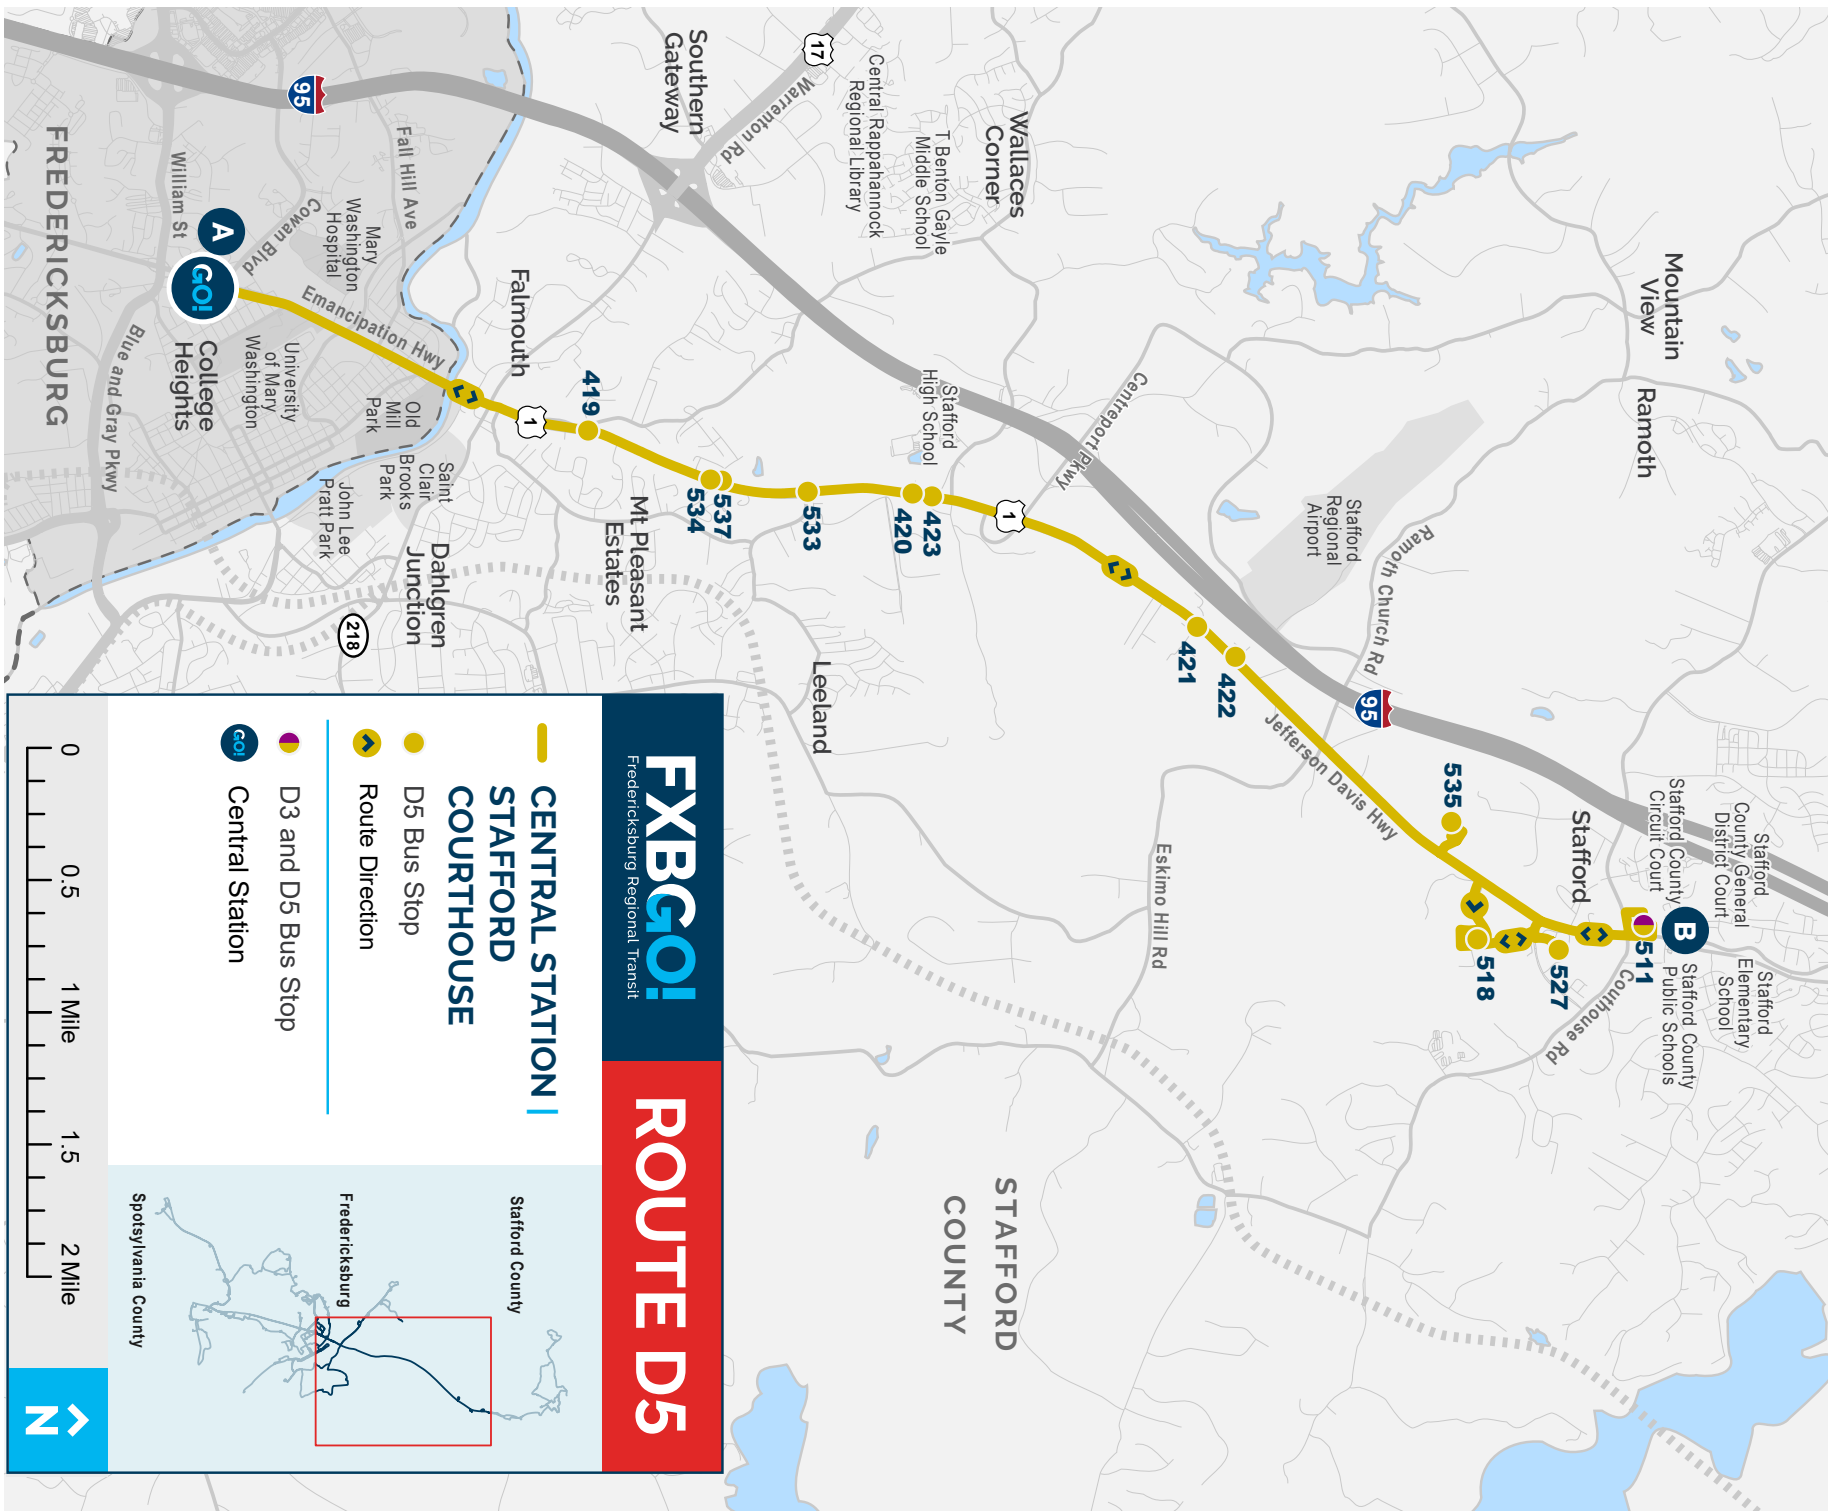 Mountain
View
Ramoth
Stafford
County General
District Court
Stafford
Elementary
School
Stafford County
Circuit Court
Stafford County
Public Schools
B
511
Stafford
527
518
535
Couthouse Rd
95
Ramoth Church Rd
Stafford
Regional
Airport
Jefferson Davis Hwy
Eskimo Hill Rd
422
421
Centreport Pkwy
1
Wallaces
Corner
T Benton Gayle
Middle School
Central Rappahannock
Regional Library
17
Warrenton Rd
Southern
Gateway
Stafford
High School
423
420
533
537
534
419
STAFFORD
COUNTY
Leeland
Mt Pleasant
Estates
Falmouth
1
Dahlgren
Junction
218
Saint
Clair
Brooks
Park
Old
Mill
Park
John Lee
Pratt Park
Fall Hill Ave
95
Mary
Washington
Hospital
Emancipation Hwy
Cowan Blvd
University
of Mary
Washington
A
GO!
College
Heights
William St
Blue and Gray Pkwy
FREDERICKSBURG
FXBGO!
Fredericksburg Regional Transit
ROUTE D5
CENTRAL STATION |
STAFFORD
COURTHOUSE
D5 Bus Stop
Route Direction
D3 and D5 Bus Stop
GO!
Central Station
Stafford County
Fredericksburg
Spotsylvania County
0 0.5 1 Mile 1.5 2 Mile
N